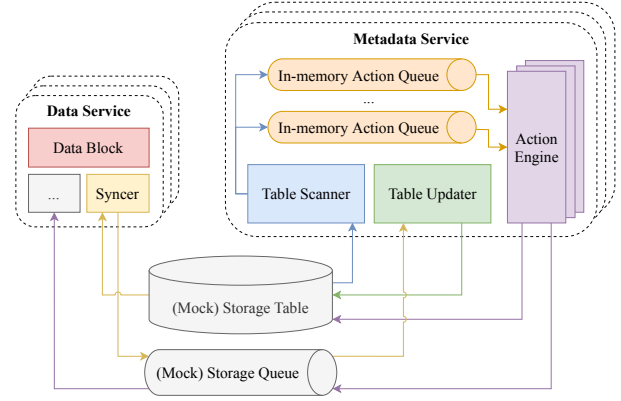 Metadata Service
In-memory Action Queue
...
In-memory Action Queue
Action
Engine
Table Scanner
Table Updater
Data Service
Data Block
...
Syncer
(Mock) Storage Table
(Mock) Storage Queue